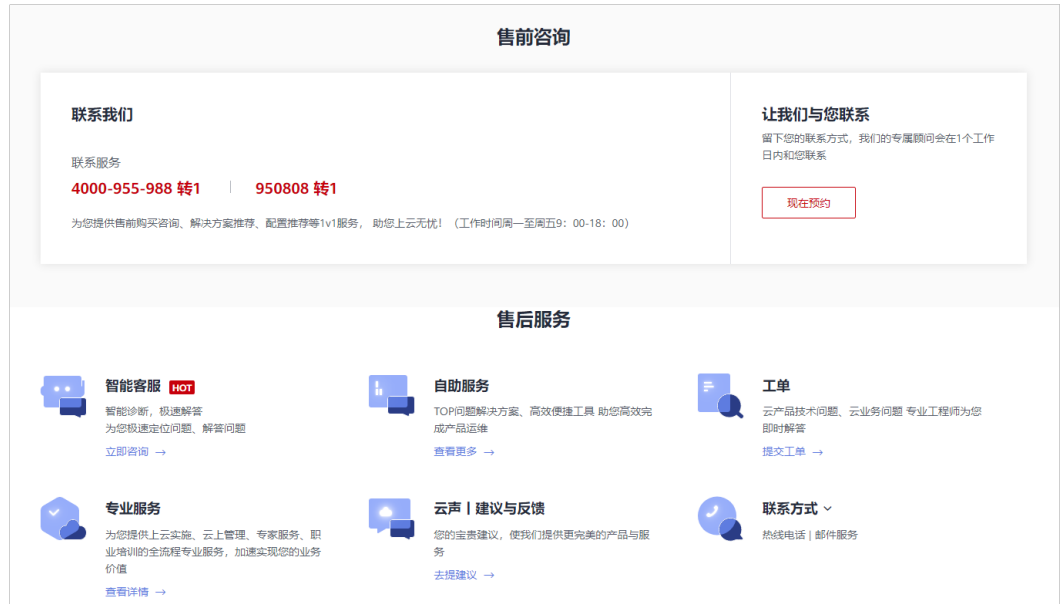 售前咨询
联系我们
联系服务
4000-955-988 转1
950808 转1
为您提供售前购买咨询、解决方案推荐、配置推荐等1v1服务， 助您上云无忧！（工作时间周一至周五9：00-18：00）
让我们与您联系
留下您的联系方式，我们的专属顾问会在1个工作
日内和您联系
现在预约
售后服务
智能客服 HOT
智能诊断，极速解答
为您极速定位问题、解答问题
立即咨询 →
自助服务
TOP问题解决方案、高效便捷工具 助您高效完
成产品运维
查看更多 →
工单
云产品技术问题、云业务问题 专业工程师为您
即时解答
提交工单 →
专业服务
为您提供上云实施、云上管理、专家服务、职
业培训的全流程专业服务，加速实现您的业务
价值
查看详情 →
云声丨建议与反馈
您的宝贵建议，使我们提供更完美的产品与服
务
去提建议 →
联系方式
热线电话 | 邮件服务